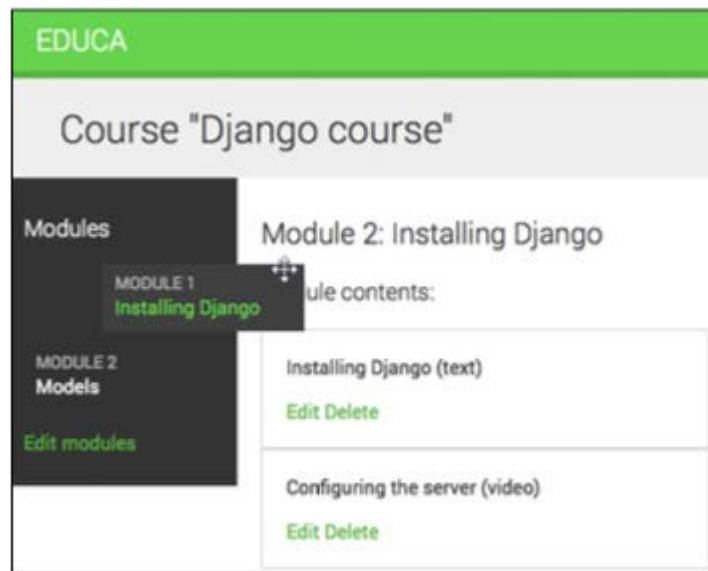 EDUCA
Course "Django course"
Modules
MODULE 1
Installing Django
MODULE 2
Models
Edit modules
Module 2: Installing Django
ule contents:
Installing Django (text)
Edit Delete
Configuring the server (video)
Edit Delete